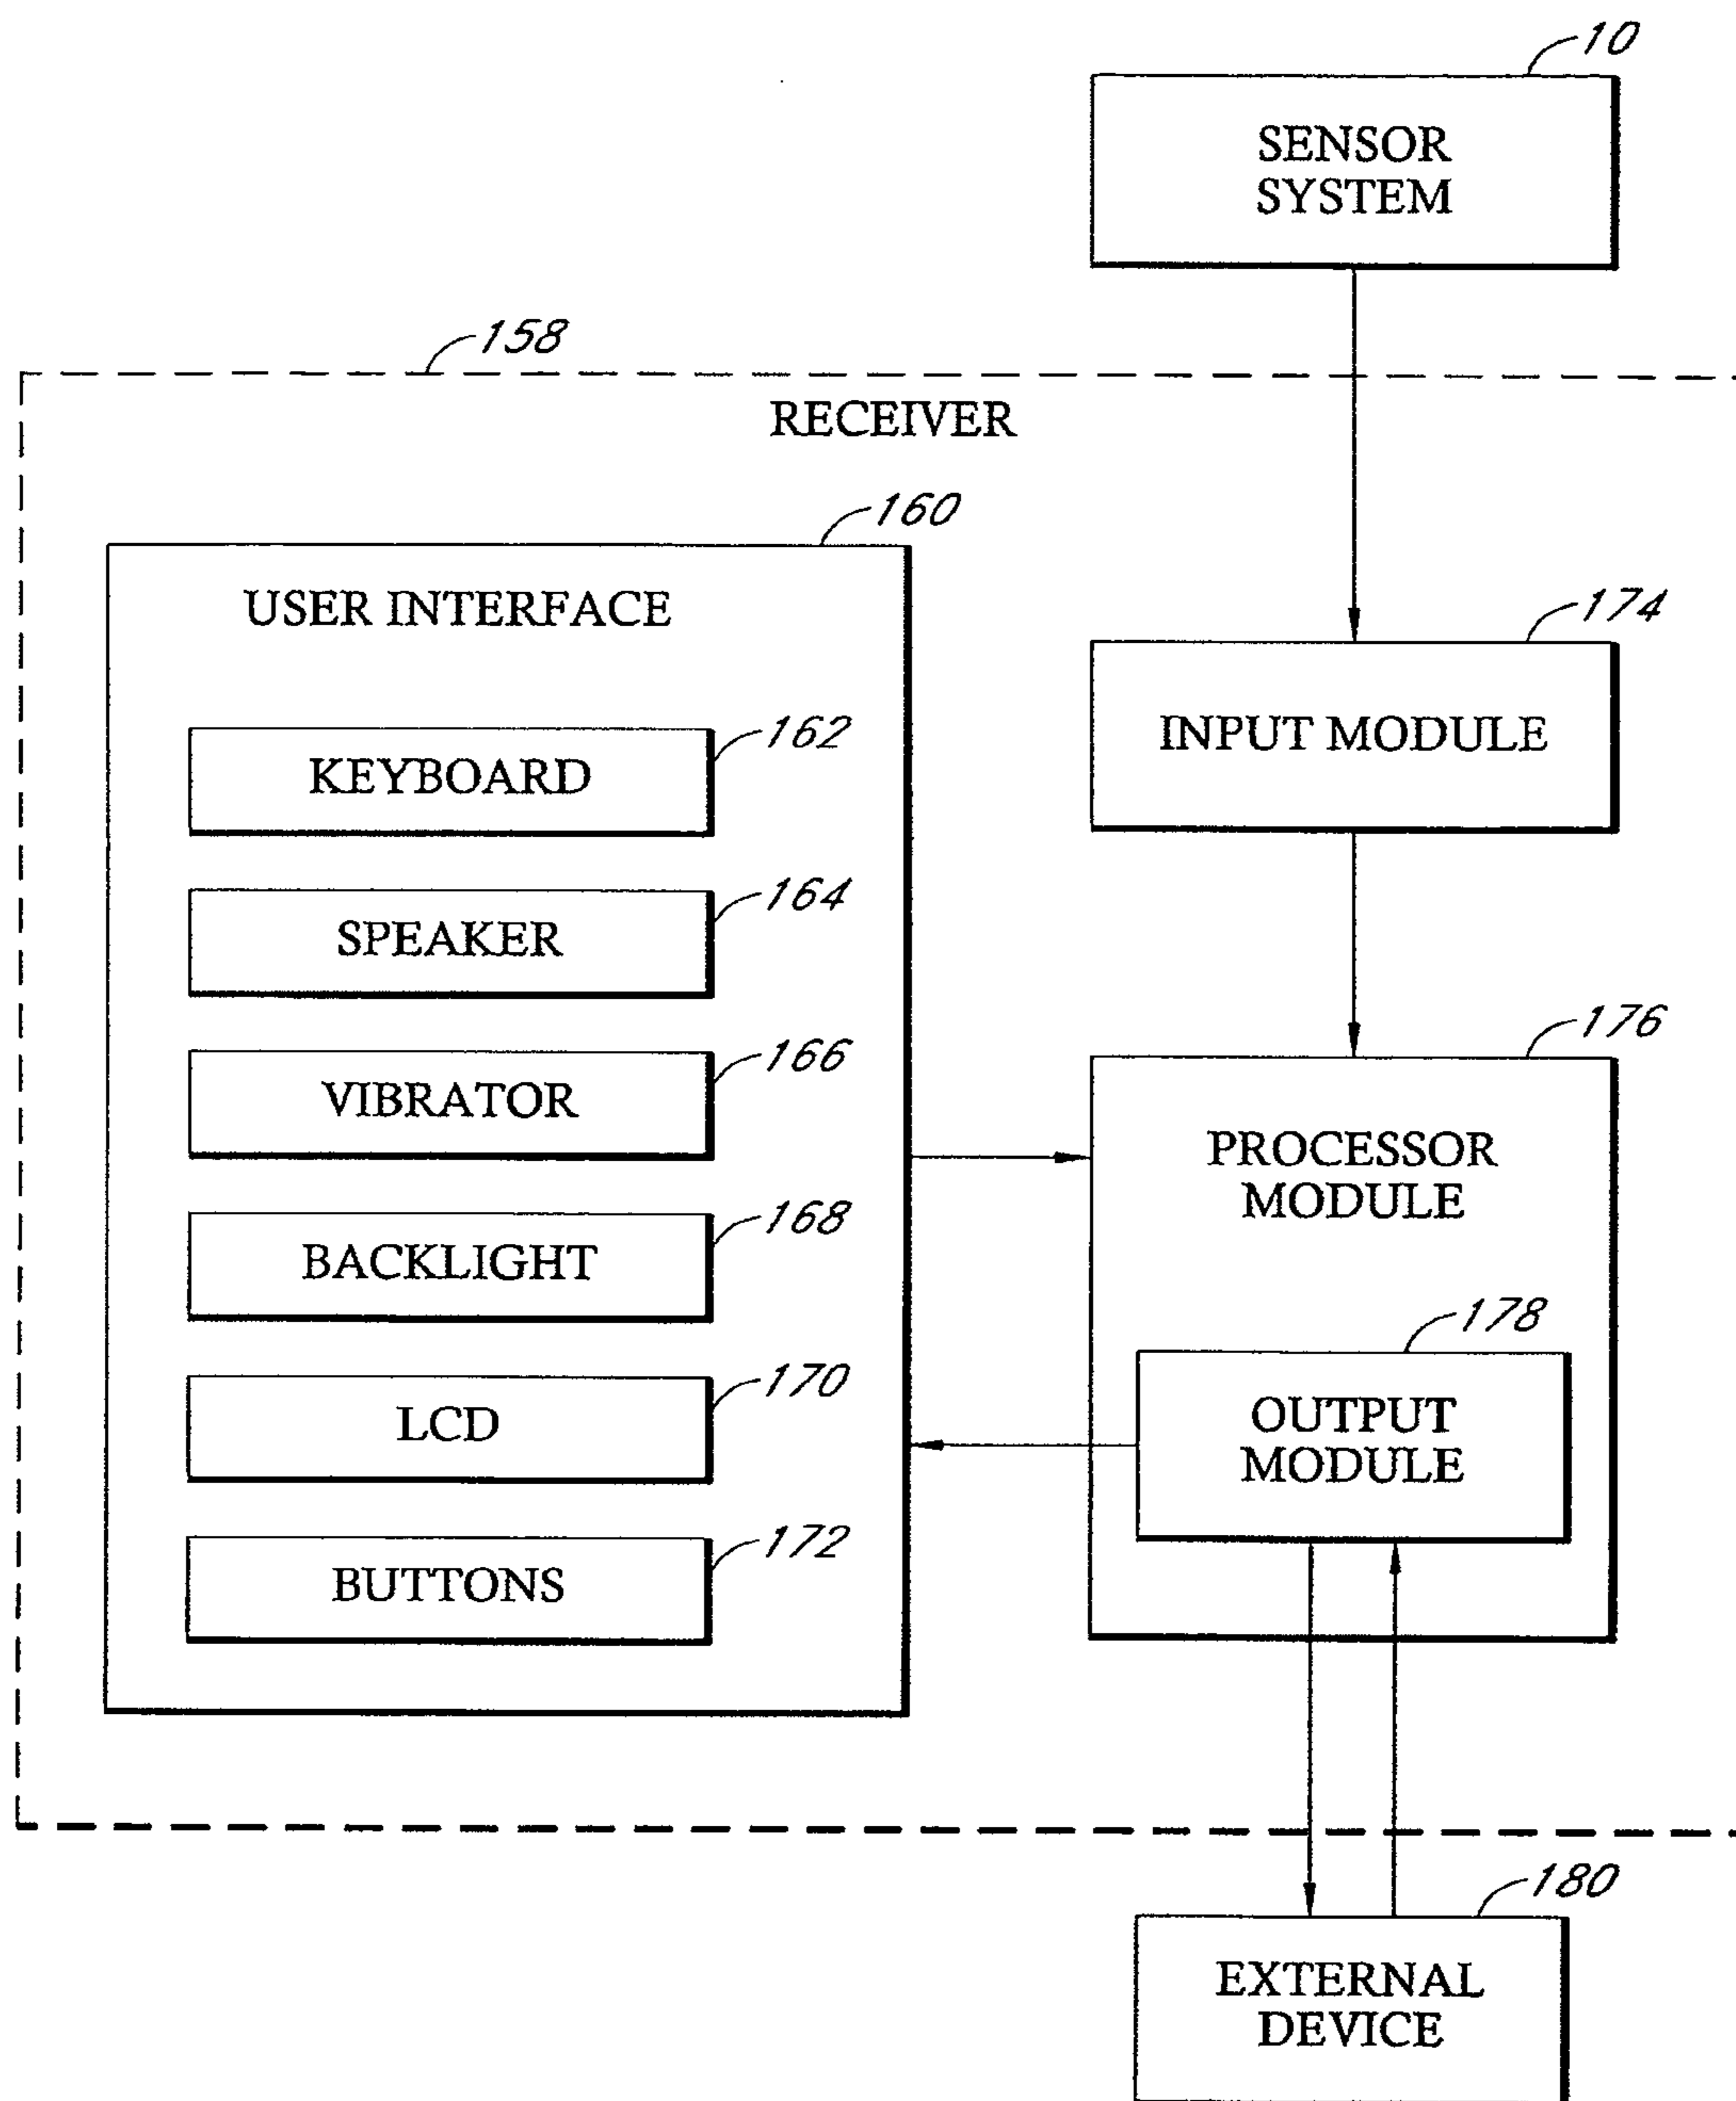 10
SENSOR
SYSTEM
158
RECEIVER
160
USER INTERFACE
174
INPUT MODULE
162
KEYBOARD
164
SPEAKER
166
VIBRATOR
168
BACKLIGHT
170
LCD
172
BUTTONS
176
PROCESSOR
MODULE
178
OUTPUT
MODULE
180
EXTERNAL
DEVICE